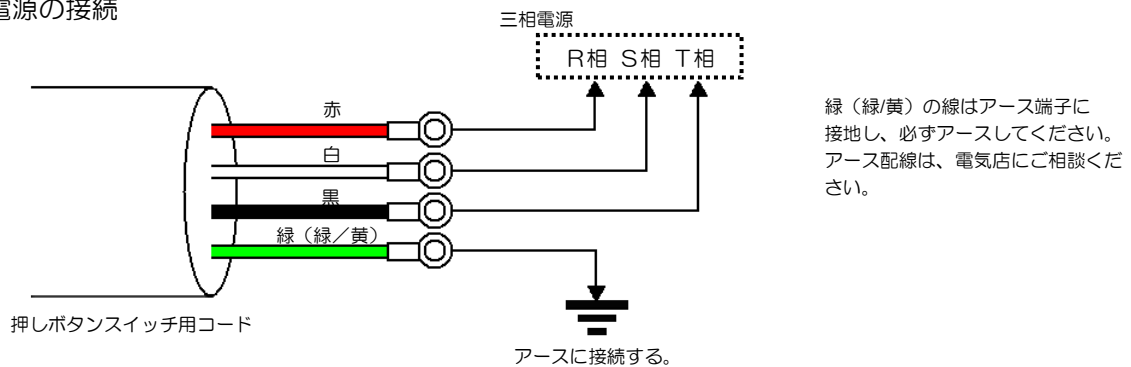 電源の接続
三相電源
R相 S相 T相
赤
白
黒
緑（緑／黄）
押しボタンスイッチ用コード
アースに接続する。
緑（緑/黄）の線はアース端子に
接地し、必ずアースしてください。
アース配線は、電気店にご相談くだ
さい。